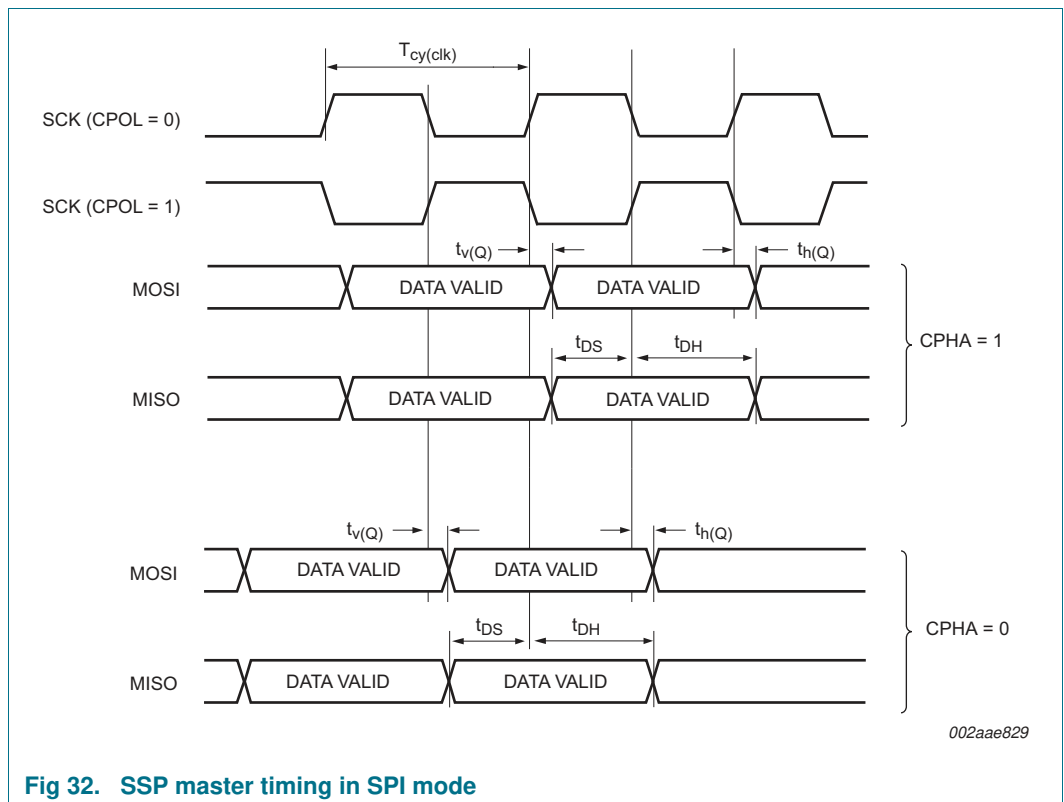 Tcy(clk)
SCK (CPOL = 0)
SCK (CPOL = 1)
tv(Q) th(Q)
MOSI DATA VALID DATA VALID
tDS tDH CPHA = 1
MISO DATA VALID DATA VALID
tv(Q) th(Q)
MOSI DATA VALID DATA VALID
tDS tDH CPHA = 0
MISO DATA VALID DATA VALID
002aae829
Fig 32. SSP master timing in SPI mode